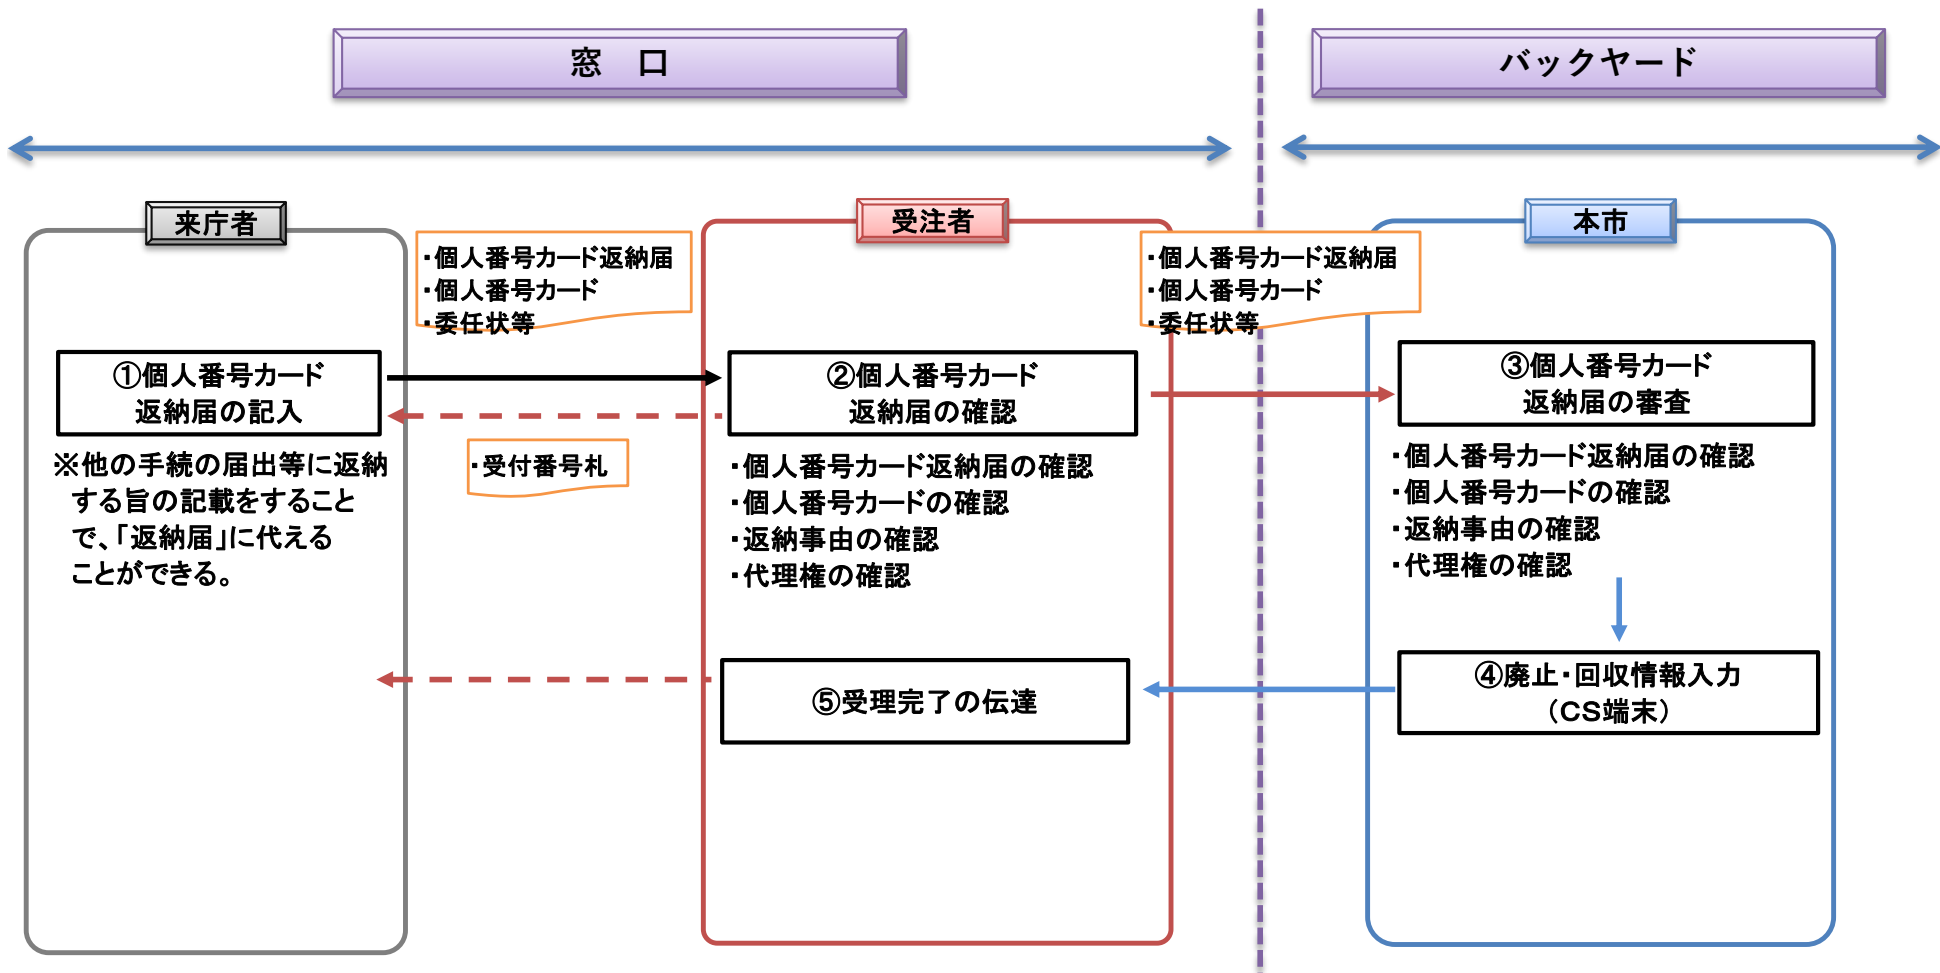 窓　口
バックヤード
来庁者
受注者
本市
・個人番号カード返納届
・個人番号カード
・委任状等
・個人番号カード返納届
・個人番号カード
・委任状等
①個人番号カード
返納届の記入
※他の手続の届出等に返納
する旨の記載をすること
で、「返納届」に代える
ことができる。
・受付番号札
②個人番号カード
返納届の確認
・個人番号カード返納届の確認
・個人番号カードの確認
・返納事由の確認
・代理権の確認
③個人番号カード
返納届の審査
・個人番号カード返納届の確認
・個人番号カードの確認
・返納事由の確認
・代理権の確認
④廃止・回収情報入力
（ＣＳ端末）
⑤受理完了の伝達